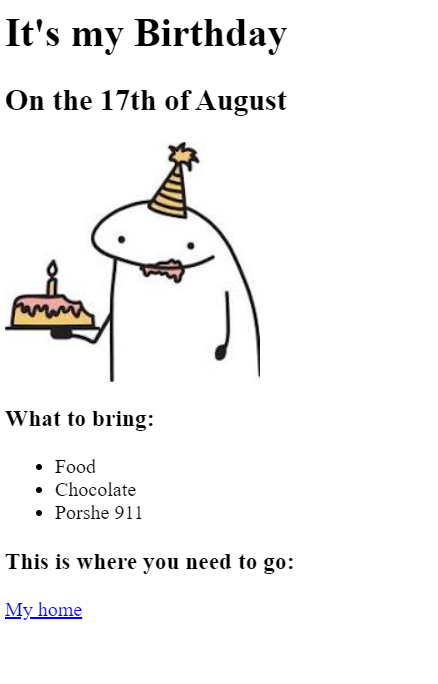 It's my Birthday
On the 17th of August
What to bring:
Food
Chocolate
Porshe 911
This is where you need to go:
My home